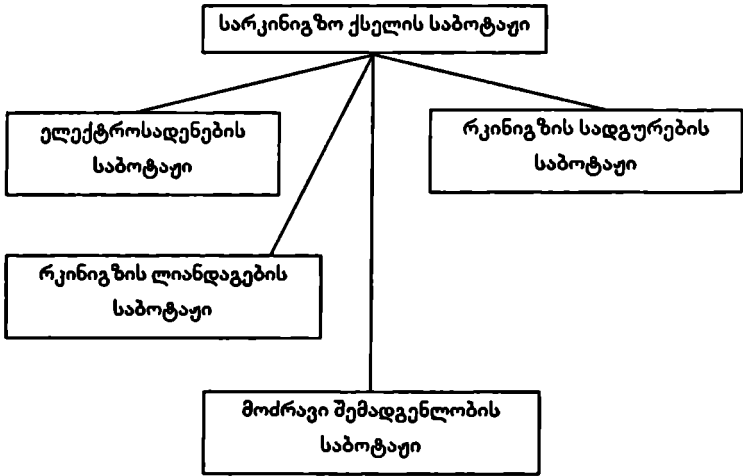 სარკინიგზო ქსელის საბოტაჟი
ელექტროსადენების
საბოტაჟი
რკინიგზის სადგურების
საბოტაჟი
რკინიგზის ლიანდაგების
საბოტაჟი
მოძრავი შემადგენლობის
საბოტაჟი